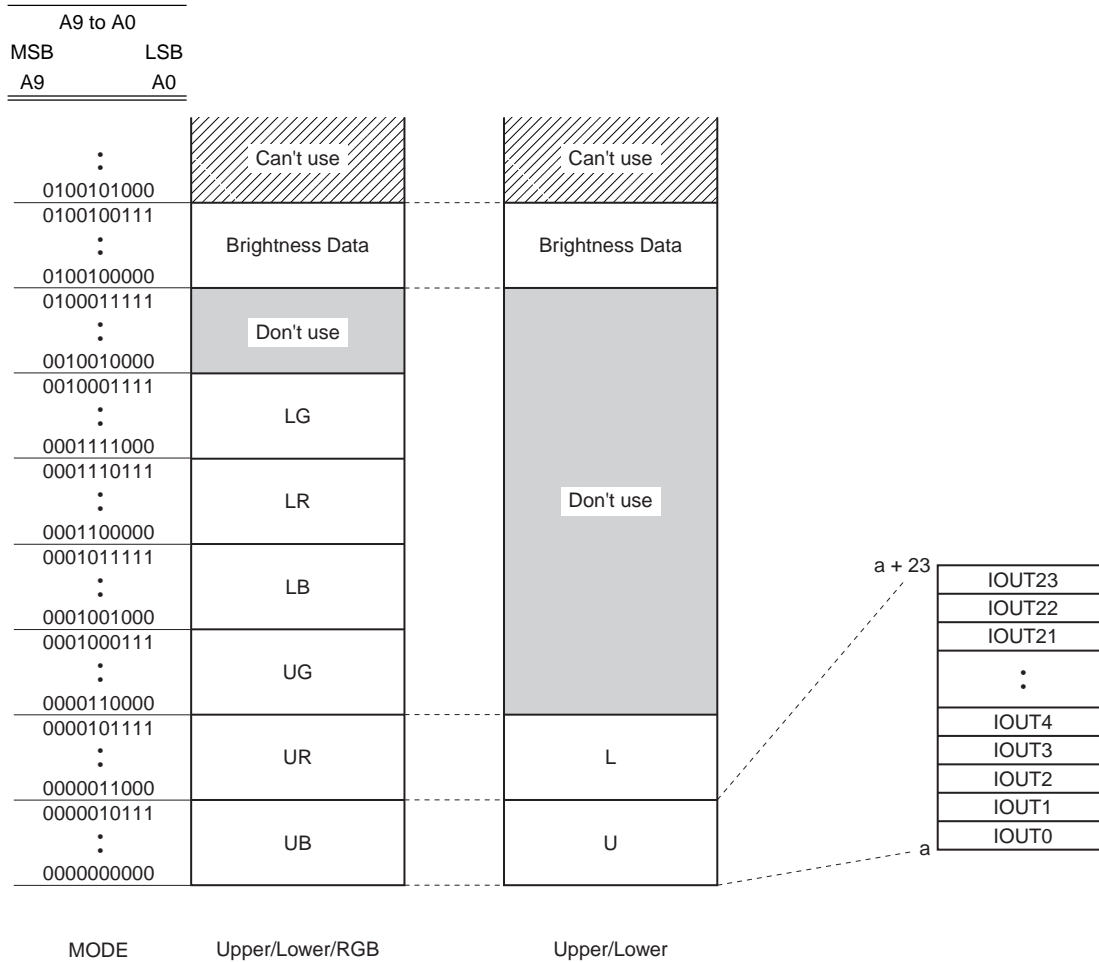 A9 to A0
MSB LSB
A9 A0
:
0100101000
Can't use
Can't use
0100100111
:
0100100000
Brightness Data
Brightness Data
0100011111
:
0010010000
Don't use
0010001111
:
0001111000
LG
0001110111
:
0001100000
LR
Don't use
0001011111
:
0001001000
LB
0001000111
:
0000110000
UG
0000101111
:
0000011000
UR
L
0000010111
:
0000000000
UB
U
a + 23
IOUT23
IOUT22
IOUT21
:
IOUT4
IOUT3
IOUT2
IOUT1
IOUT0
a
MODE Upper/Lower/RGB Upper/Lower